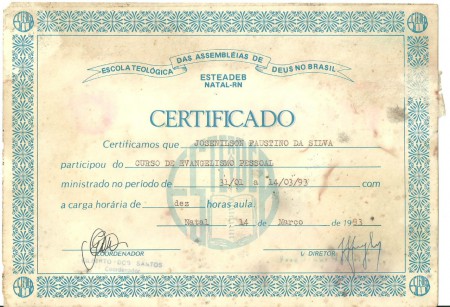 ESCOLA TEOLÓGICA DAS ASSEMBLÉIAS DE DEUS NO BRASIL
ESTEADEB
NATAL-RN
CERTIFICADO
Certificamos que JOSENILSON FAUSTINO DA SILVA
participou do CURSO DE EVANGELISMO PESSOAL
ministrado no período de 11/01 a 14/03/93 com
a carga horária de dez horas aula.
Natal 14 de Março de 1993
COORDENADOR
U DIRETOR